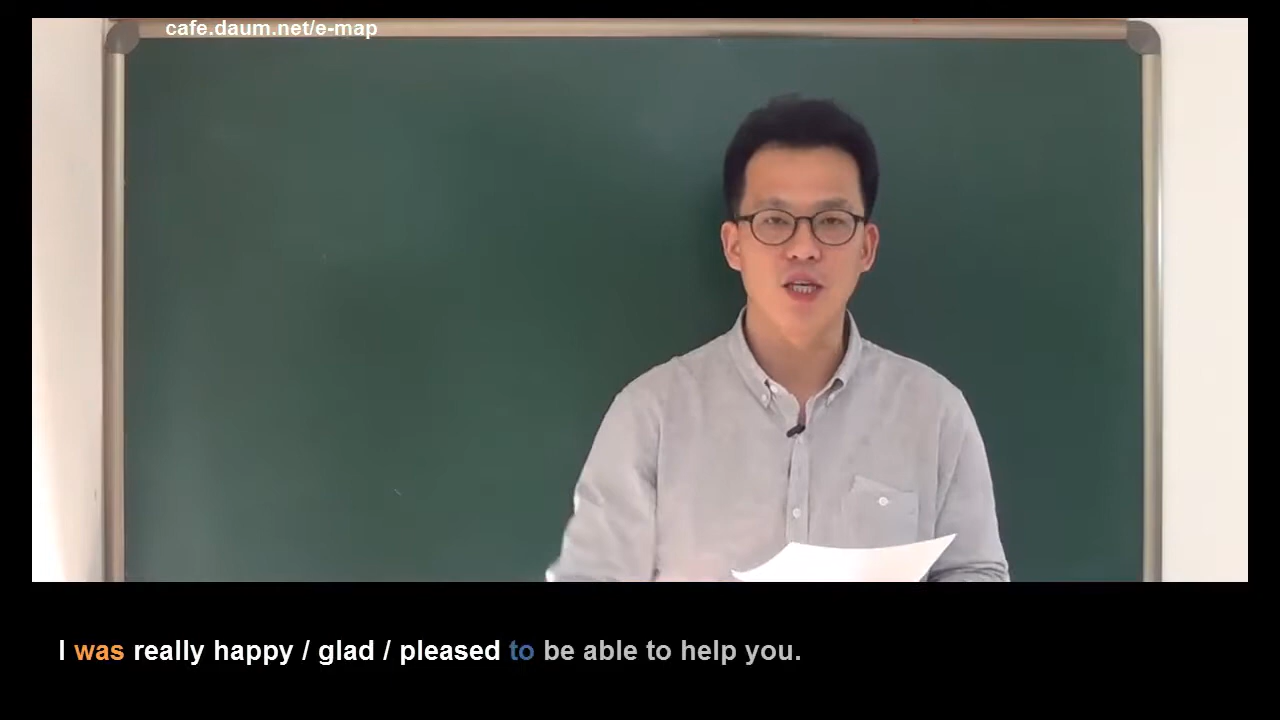 cafe.daum.net/e-map
I was really happy / glad / pleased to be able to help you.